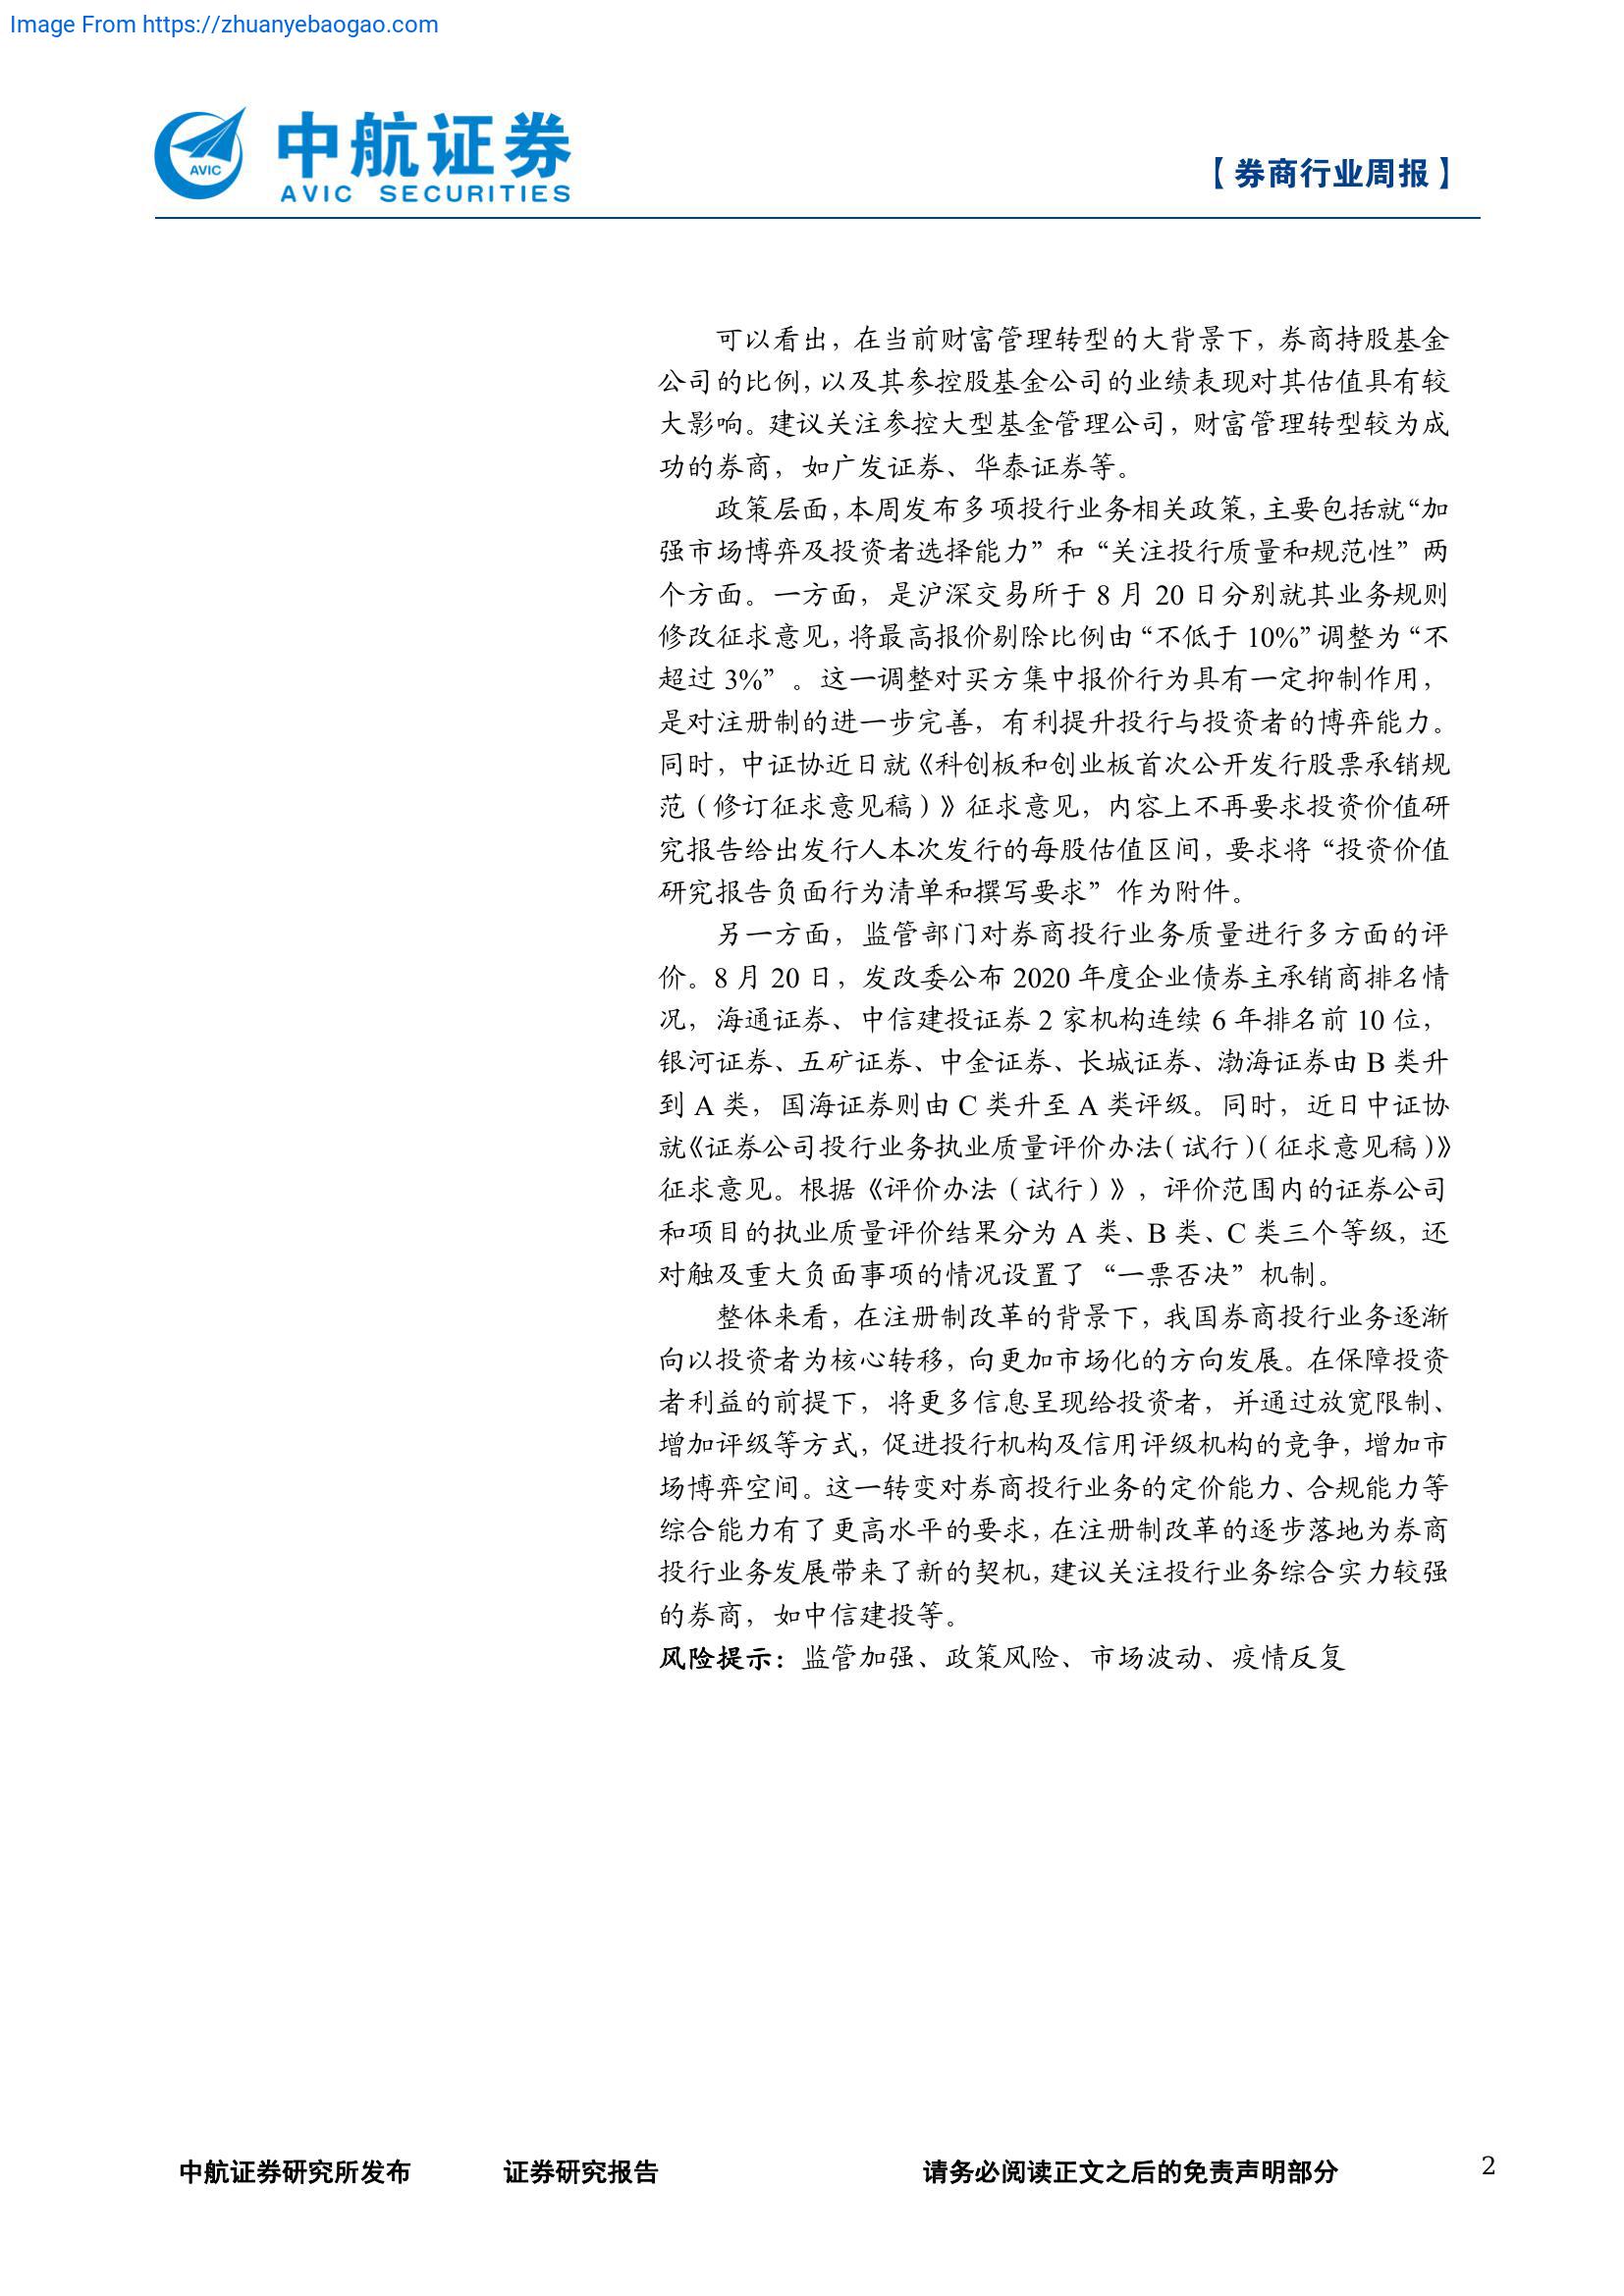 Image From https://zhuanyebaogao.com
AVIC
中航证券
AVIC SECURITIES
【券商行业周报】
可以看出，在当前财富管理转型的大背景下，券商持股基金
公司的比例，以及其参控股基金公司的业绩表现对其估值具有较
大影响。建议关注参控大型基金管理公司，财富管理转型较为成
功的券商，如广发证券、华泰证券等。
政策层面，本周发布多项投行业务相关政策，主要包括就“加
强市场博弈及投资者选择能力”和“关注投行质量和规范性”两
个方面。一方面，是沪深交易所于 8 月 20 日分别就其业务规则
修改征求意见，将最高报价剔除比例由“不低于 10%”调整为“不
超过 3%”。这一调整对买方集中报价行为具有一定抑制作用，
是对注册制的进一步完善，有利提升投行与投资者的博弈能力。
同时，中证协近日就《科创板和创业板首次公开发行股票承销规
范（修订征求意见稿）》征求意见，内容上不再要求投资价值研
究报告给出发行人本次发行的每股估值区间，要求将“投资价值
研究报告负面行为清单和撰写要求”作为附件。
另一方面，监管部门对券商投行业务质量进行多方面的评
价。8 月 20 日，发改委公布 2020 年度企业债券主承销商排名情
况，海通证券、中信建投证券 2 家机构连续 6 年排名前 10 位，
银河证券、五矿证券、中金证券、长城证券、渤海证券由 B 类升
到 A 类，国海证券则由 C 类升至 A 类评级。同时，近日中证协
就《证券公司投行业务执业质量评价办法（试行）（征求意见稿）》
征求意见。根据《评价办法（试行）》，评价范围内的证券公司
和项目的执业质量评价结果分为 A 类、B 类、C 类三个等级，还
对触及重大负面事项的情况设置了“一票否决”机制。
整体来看，在注册制改革的背景下，我国券商投行业务逐渐
向以投资者为核心转移，向更加市场化的方向发展。在保障投资
者利益的前提下，将更多信息呈现给投资者，并通过放宽限制、
增加评级等方式，促进投行机构及信用评级机构的竞争，增加市
场博弈空间。这一转变对券商投行业务的定价能力、合规能力等
综合能力有了更高水平的要求，在注册制改革的逐步落地为券商
投行业务发展带来了新的契机，建议关注投行业务综合实力较强
的券商，如中信建投等。
风险提示：监管加强、政策风险、市场波动、疫情反复
中航证券研究所发布 证券研究报告 请务必阅读正文之后的免责声明部分 2